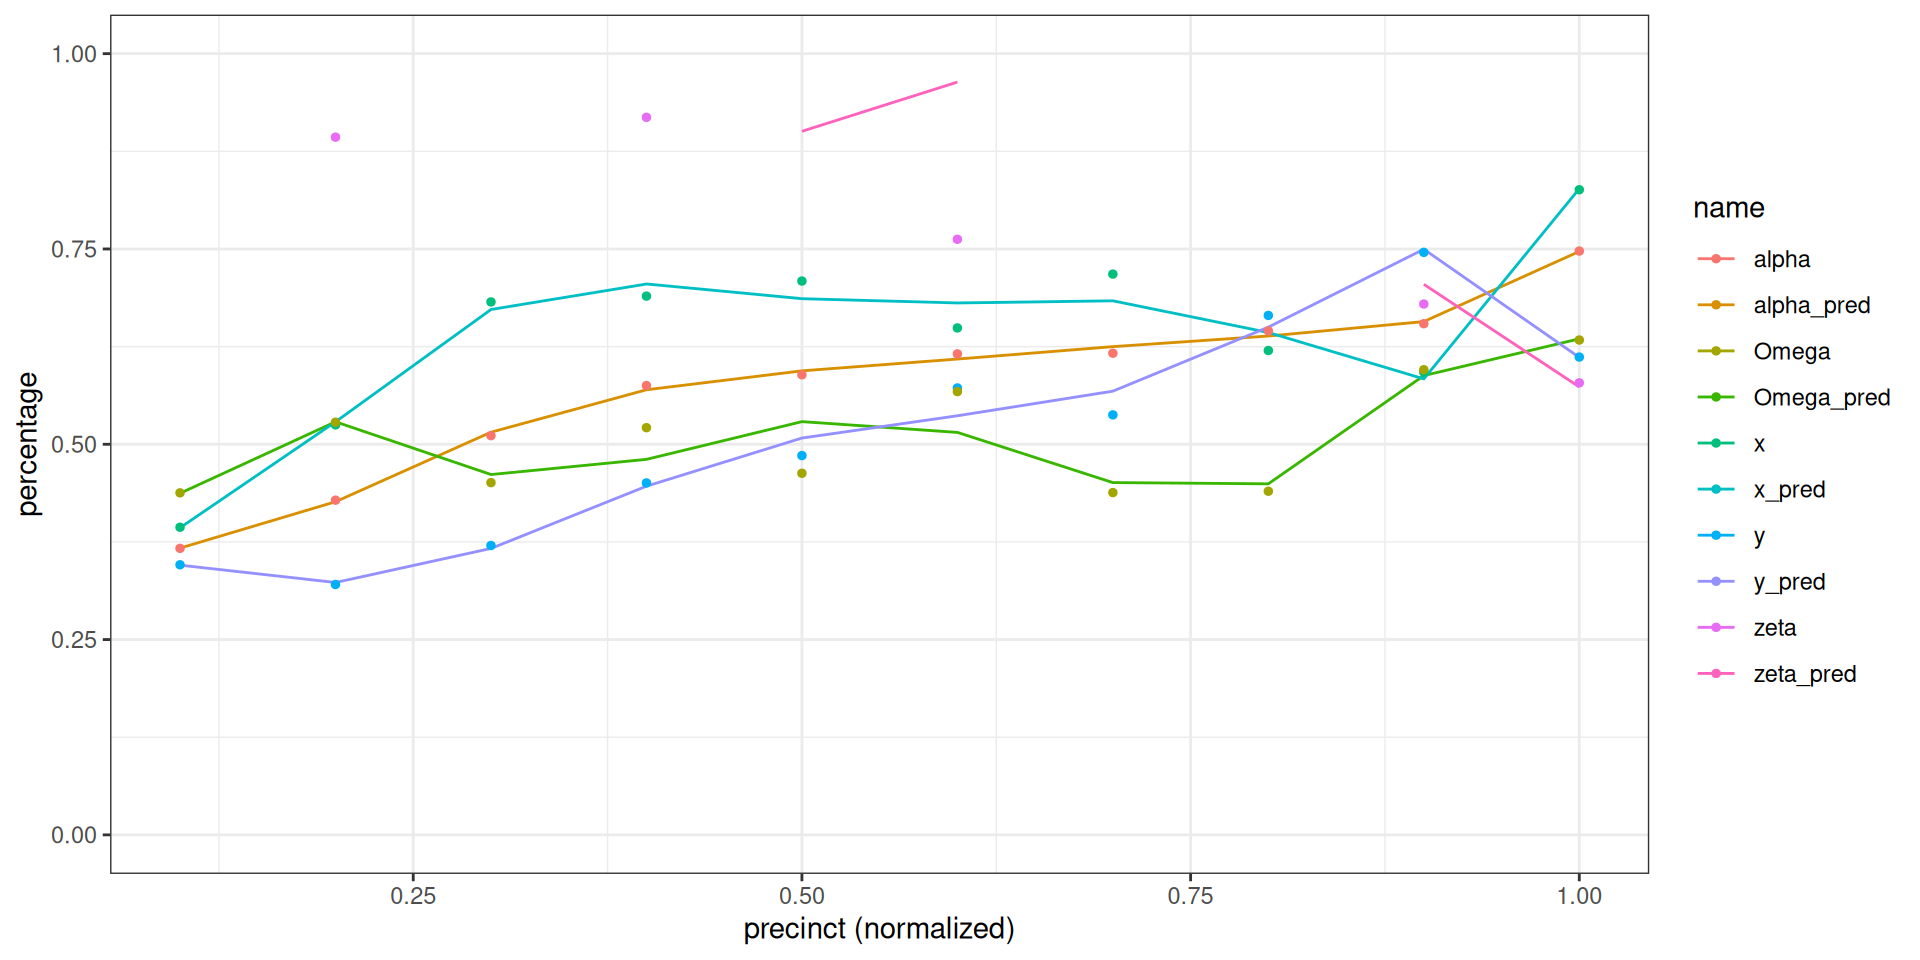 1.00
0.75
0.50
0.25
0.00
percentage
0.25
0.50
0.75
1.00
precinct (normalized)
name
alpha
alpha_pred
Omega
Omega_pred
x
x_pred
y
y_pred
zeta
zeta_pred